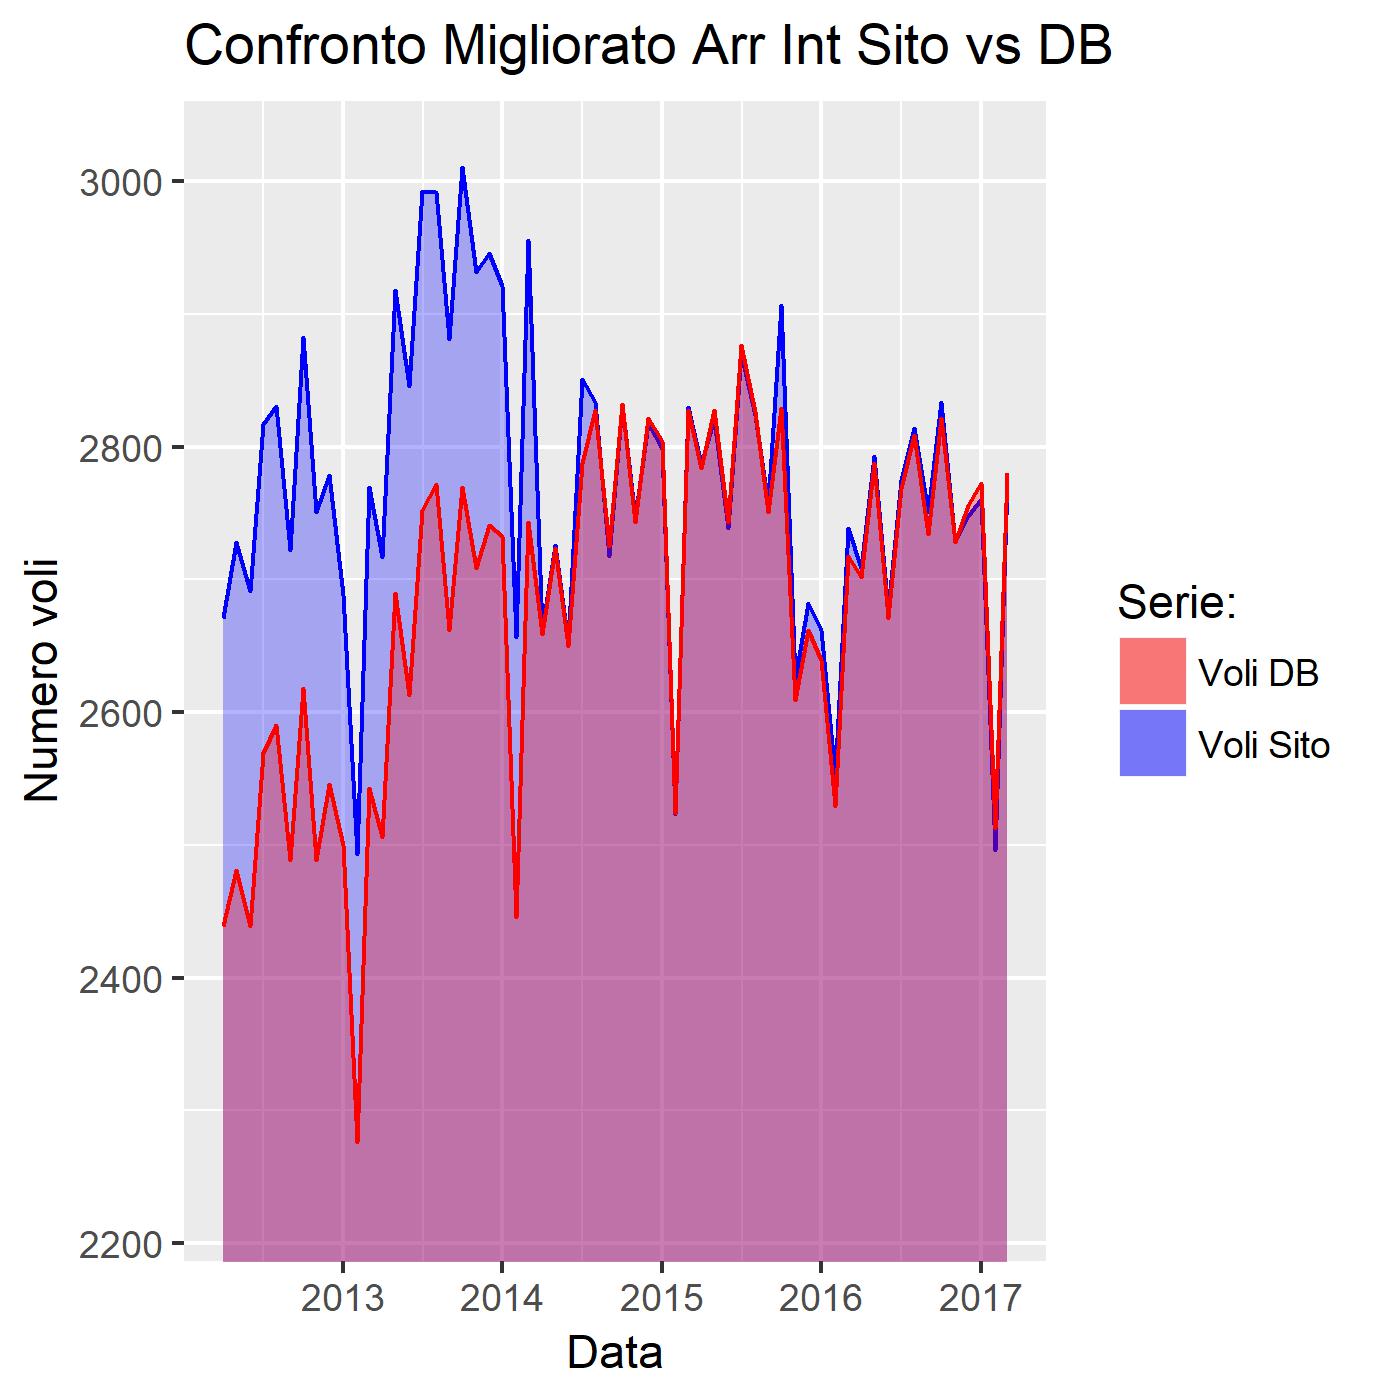 Confronto Migliorato Arr Int Sito vs DB
3000
2800
2600
2400
2200
Numero voli
2013 2014 2015 2016 2017
Data
Serie:
Voli DB
Voli Sito